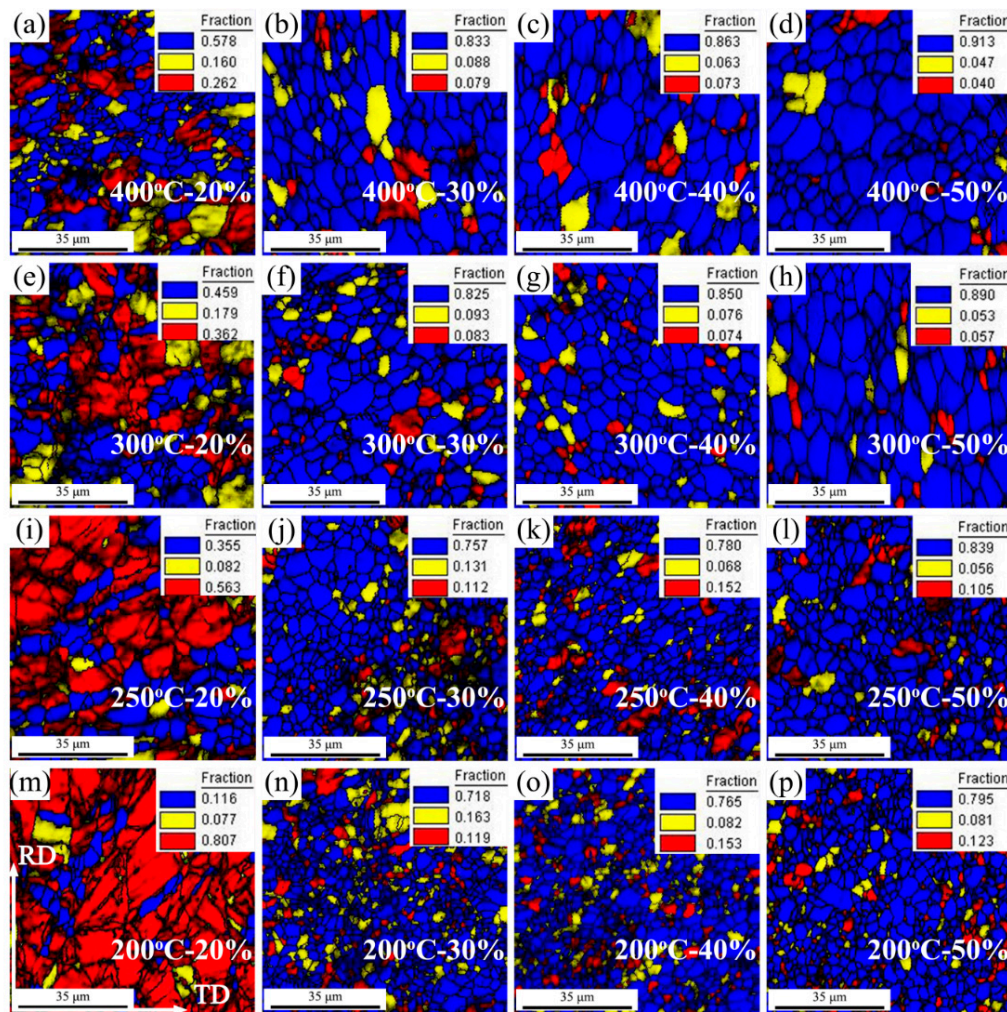 (a)
Fraction
0.578
0.160
0.262
400°C-20%
35 μm
(b)
Fraction
0.833
0.088
0.079
400°C-30%
35 μm
(c)
Fraction
0.863
0.063
0.073
400°C-40%
35 μm
(d)
Fraction
0.913
0.047
0.040
400°C-50%
35 μm
(e)
Fraction
0.459
0.179
0.362
300°C-20%
35 μm
(f)
Fraction
0.825
0.093
0.083
300°C-30%
35 μm
(g)
Fraction
0.850
0.076
0.074
300°C-40%
35 μm
(h)
Fraction
0.890
0.053
0.057
300°C-50%
35 μm
(i)
Fraction
0.355
0.082
0.563
250°C-20%
35 μm
(j)
Fraction
0.757
0.131
0.112
250°C-30%
35 μm
(k)
Fraction
0.780
0.068
0.152
250°C-40%
35 μm
(l)
Fraction
0.839
0.056
0.105
250°C-50%
35 μm
(m)
Fraction
0.116
0.077
0.807
RD
200°C-20%
35 μm
TD
(n)
Fraction
0.718
0.163
0.119
200°C-30%
35 μm
(o)
Fraction
0.765
0.082
0.153
200°C-40%
35 μm
(p)
Fraction
0.795
0.081
0.123
200°C-50%
35 μm